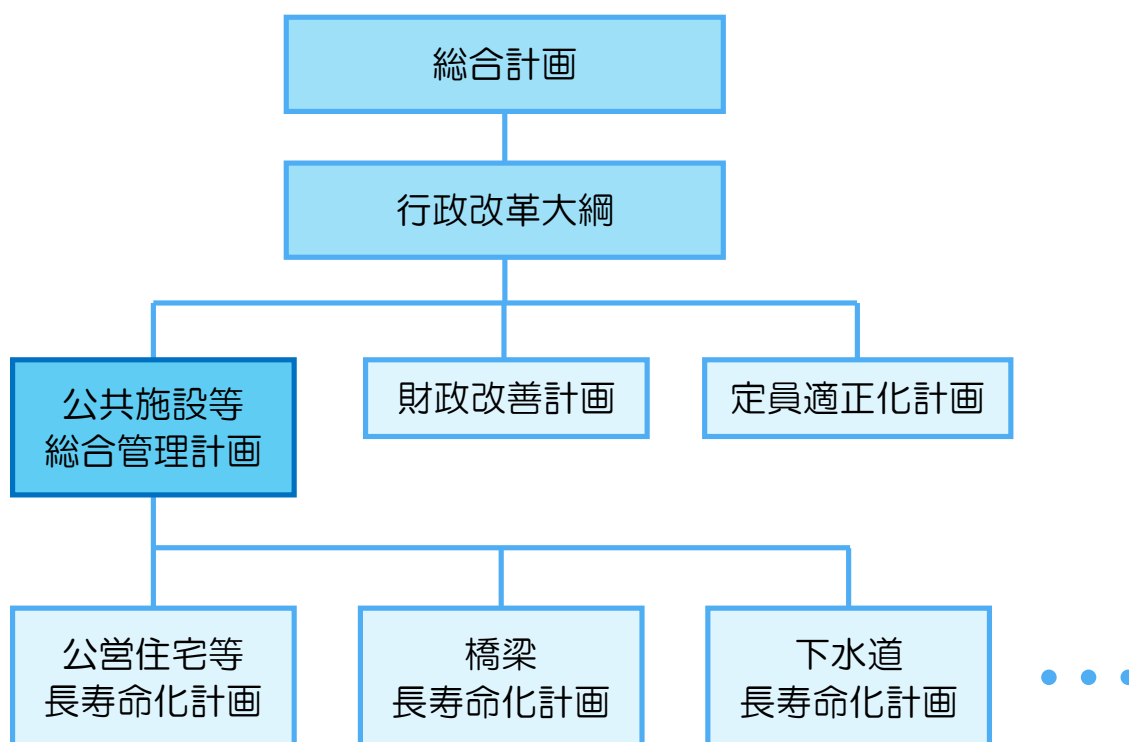 総合計画
行政改革大綱
公共施設等
総合管理計画
財政改善計画
定員適正化計画
公営住宅等
長寿命化計画
橋梁
長寿命化計画
下水道
長寿命化計画